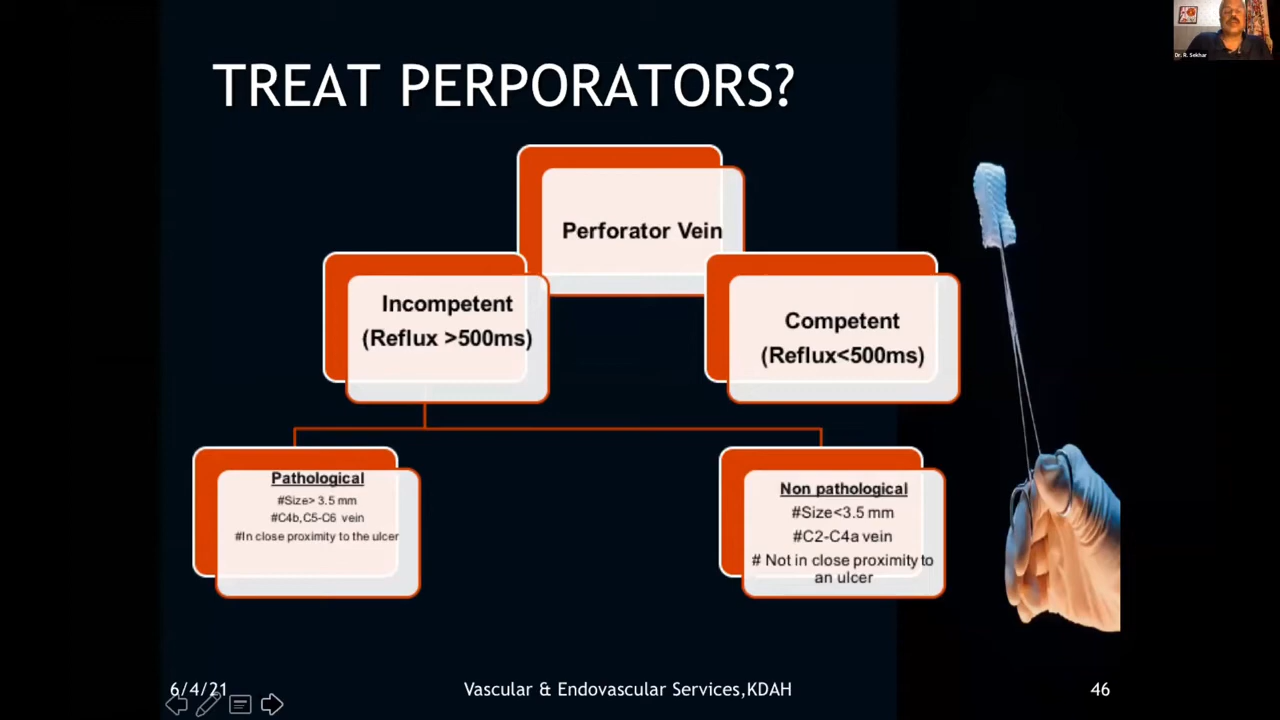 Dr. R. Sekhar
TREAT PERPORATORS?
Perforator Vein
Incompetent
(Reflux >500ms)
Competent
(Reflux<500ms)
Pathological
#Size> 3.5 mm
#C4b,C5-C6 vein
#In close proximity to the ulcer
Non pathological
#Size<3.5 mm
#C2-C4a vein
# Not in close proximity to
an ulcer
6/4/21
Vascular & Endovascular Services,KDAH
46